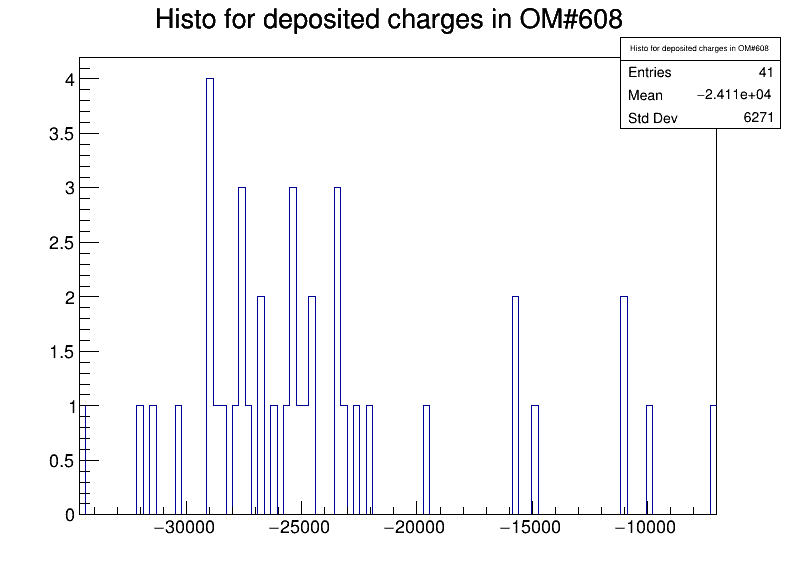 Histo for deposited charges in OM#608
Histo for deposited charges in OM#608
Entries 41
Mean −2.411e+04
Std Dev 6271
4
3.5
3
2.5
2
1.5
1
0.5
0
−30000 −25000 −20000 −15000 −10000